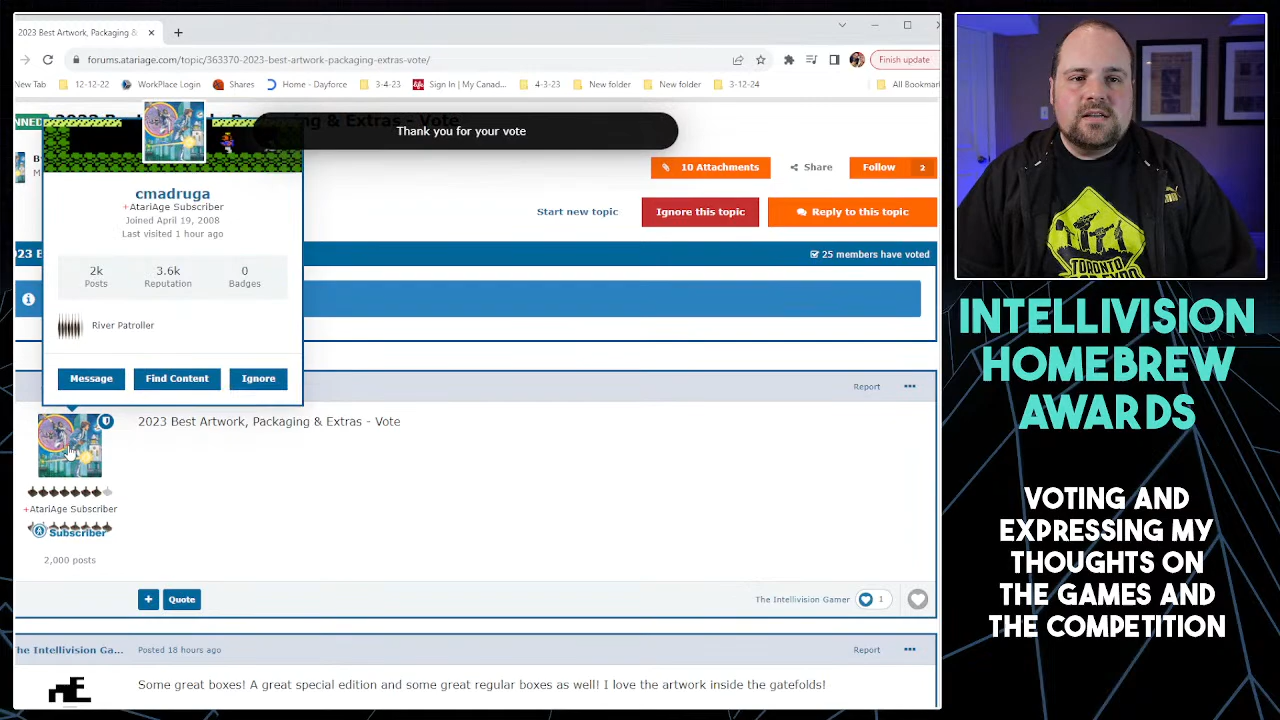 2023 Best Artwork, Packaging &
forums.atariage.com/topic/363370-2023-best-artwork-packaging-extras-vote/
Finish update
New Tab
12-12-22
WorkPlace Login
Shares
Home - Dayforce
3-4-23
Sign In | My Canad...
4-3-23
New folder
New folder
3-12-24
All Bookmar
& Extras - Vote
Thank you for your vote
10 Attachments
Share
Follow
2
cmadruga
+AtariAge Subscriber
Joined April 19, 2008
Last visited 1 hour ago
Start new topic
Ignore this topic
Reply to this topic
25 members have voted
2k
Posts
3.6k
Reputation
0
Badges
River Patroller
Message
Find Content
Ignore
Report
2023 Best Artwork, Packaging & Extras - Vote
+AtariAge Subscriber
Subscriber
2,000 posts
+
Quote
The Intellivision Gamer
1
The Intellivision Ga...
Posted 18 hours ago
Report
Some great boxes! A great special edition and some great regular boxes as well! I love the artwork inside the gatefolds!
TORONTO
INTELLIVISION
HOMEBREW
AWARDS
VOTING AND
EXPRESSING MY
THOUGHTS ON
THE GAMES AND
THE COMPETITION